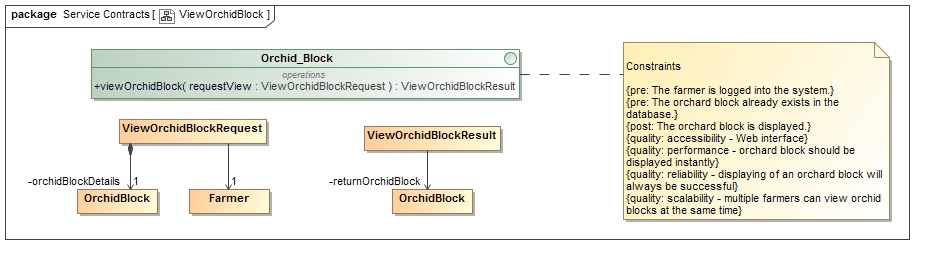 package Service Contracts [ ViewOrchidBlock ]
Orchid_Block
operations
+viewOrchidBlock( requestView : ViewOrchidBlockRequest ) : ViewOrchidBlockResult
Constraints
{pre: The farmer is logged into the system.}
{pre: The orchard block already exists in the
database.}
{post: The orchard block is displayed.}
{quality: accessibility - Web interface}
{quality: performance - orchard block should be
displayed instantly}
{quality: reliability - displaying of an orchard block will
always be successful}
{quality: scalability - multiple farmers can view orchid
blocks at the same time}
ViewOrchidBlockRequest
ViewOrchidBlockResult
-orchidBlockDetails 1
1
-returnOrchidBlock
OrchidBlock
Farmer
OrchidBlock